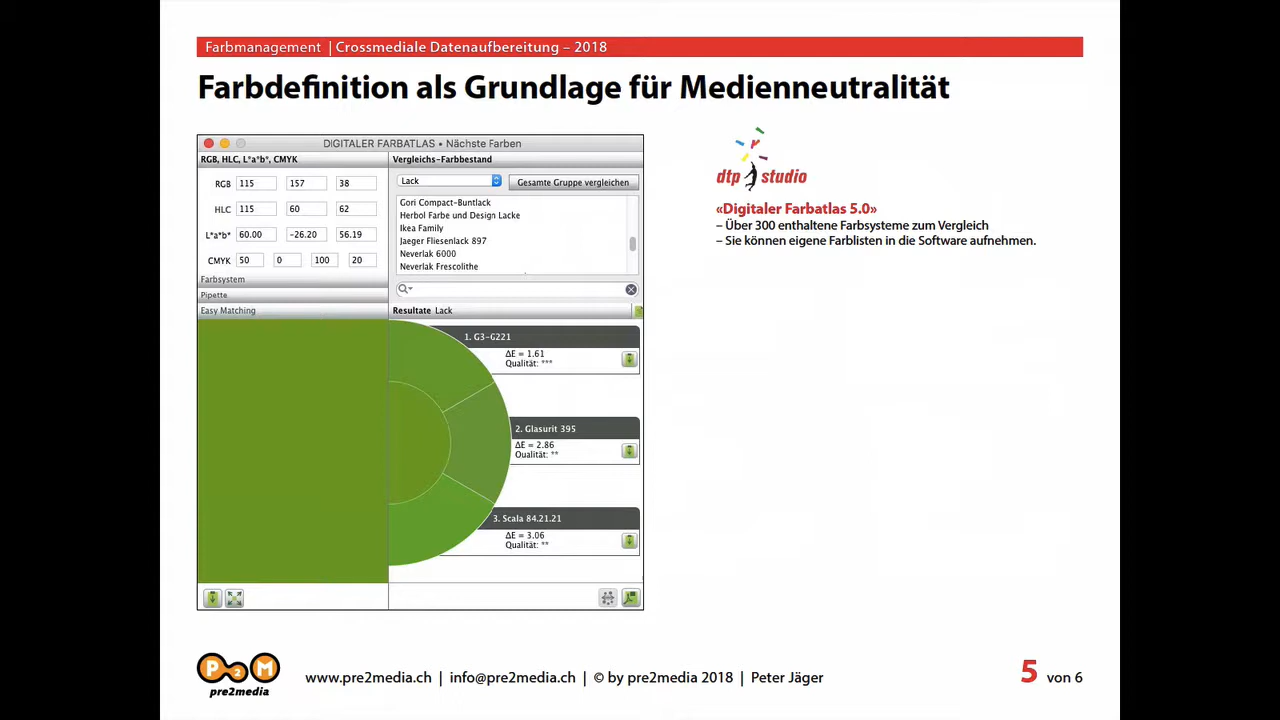 Farbmanagement | Crossmediale Datenaufbereitung – 2018
Farbdefinition als Grundlage für Medienneutralität
DIGITALER FARBATLAS • Nächste Farben
RGB, HLC, L*a*b*, CMYK
RGB 115 157 38
HLC 115 60 62
L*a*b* 60.00 -26.20 56.19
CMYK 50 0 100 20
Farbsystem
Pipette
Easy Matching
Vergleichs-Farbbestand
Lack
Gesamte Gruppe vergleichen
Gori Compact-Buntlack
Herbol Farbe und Design Lacke
Ikea Family
Jaeger Fliesenlack 897
Neverlak 6000
Neverlak Frescolithe
Resultate Lack
1. G3-G221
ΔE = 1.61
Qualität: ***
2. Glasurit 395
ΔE = 2.86
Qualität: **
3. Scala 84.21.21
ΔE = 3.06
Qualität: **
dtp studio
«Digitaler Farbatlas 5.0»
– Über 300 enthaltene Farbsysteme zum Vergleich
– Sie können eigene Farblisten in die Software aufnehmen.
P2M
pre2media
www.pre2media.ch | info@pre2media.ch | © by pre2media 2018 | Peter Jäger
5 von 6